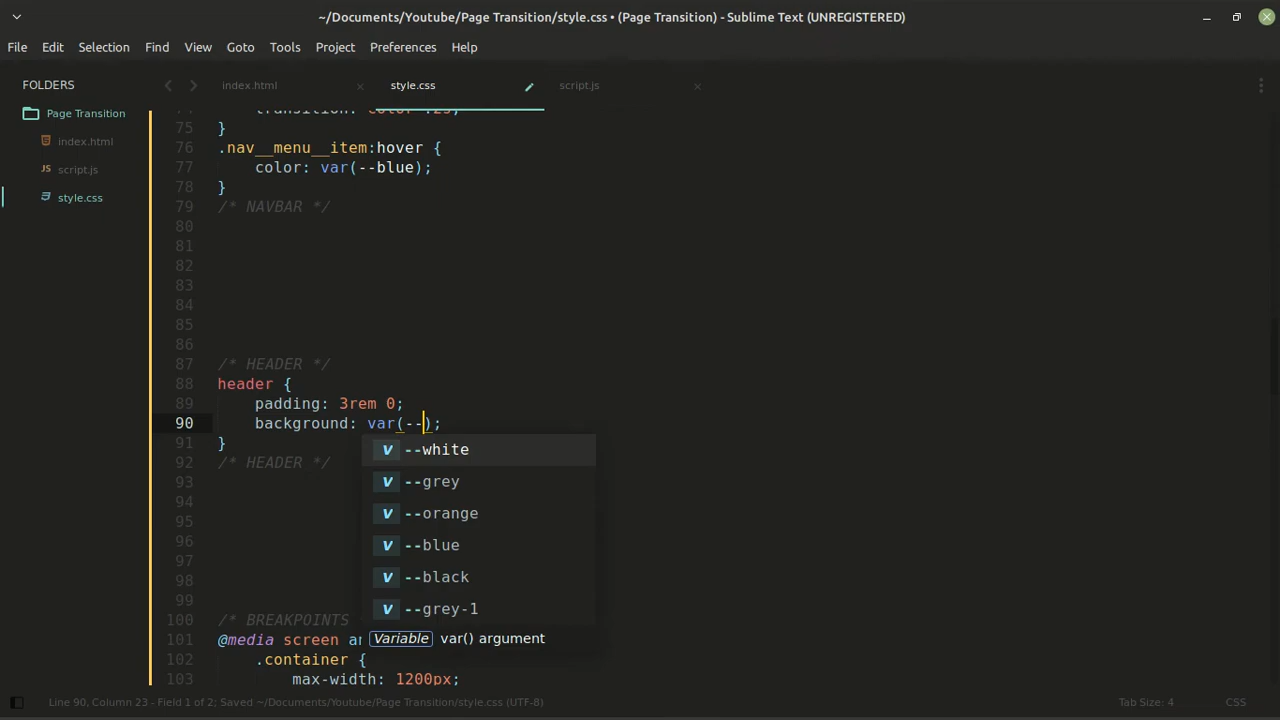 ~/Documents/Youtube/Page Transition/style.css • (Page Transition) - Sublime Text (UNREGISTERED)
File Edit Selection Find View Goto Tools Project Preferences Help
FOLDERS
Page Transition
index.html
JS script.js
style.css
index.html style.css script.js
75 }
76 .nav__menu__item:hover {
77 color: var(--blue);
78 }
79 /* NAVBAR */
80
81
82
83
84
85
86
87 /* HEADER */
88 header {
89 padding: 3rem 0;
90 background: var(--);
91 }
92 /* HEADER */
93
94
95
96
97
98
99
100 /* BREAKPOINTS
101 @media screen
102 .container {
103 max-width: 1200px;
v --white
v --grey
v --orange
v --blue
v --black
v --grey-1
Variable var() argument
Line 90, Column 23 - Field 1 of 2; Saved ~/Documents/Youtube/Page Transition/style.css (UTF-8)
Tab Size: 4 CSS